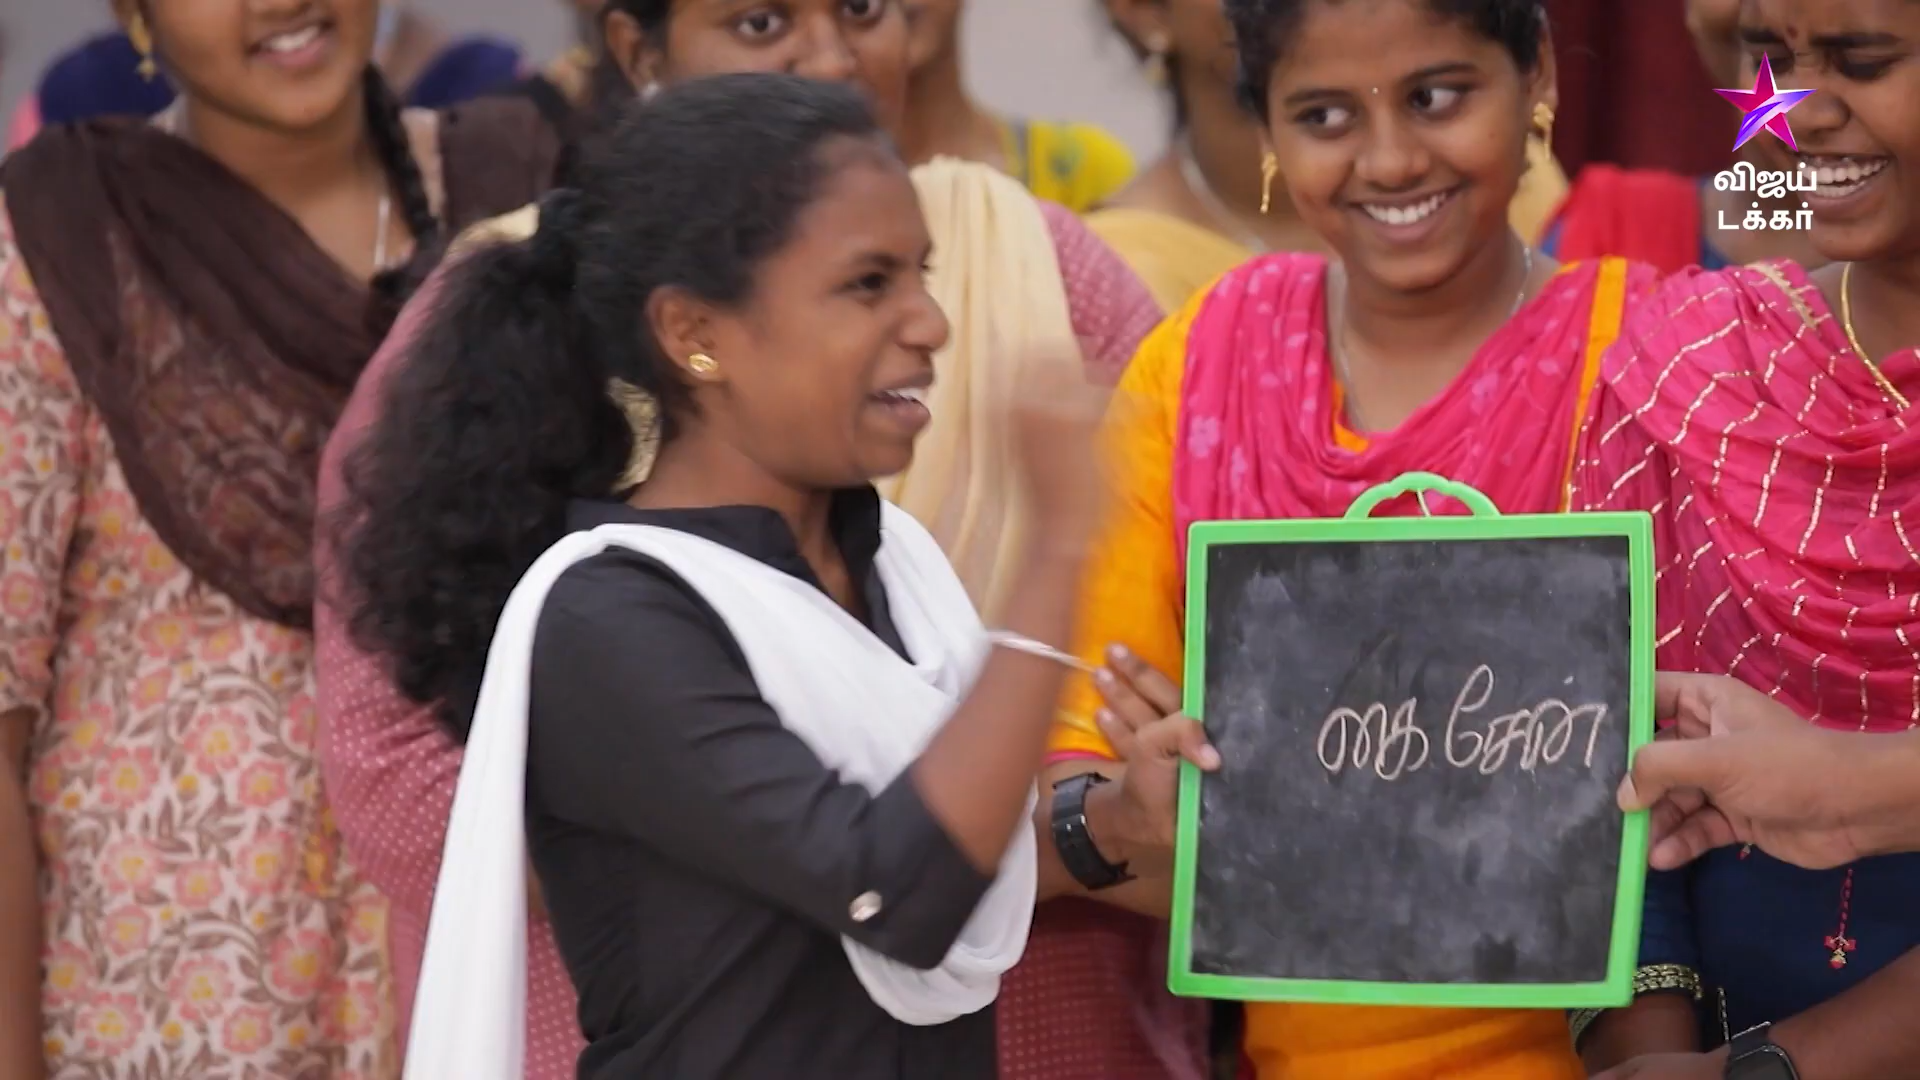 விஜய்
டக்கர்
கை சேன்